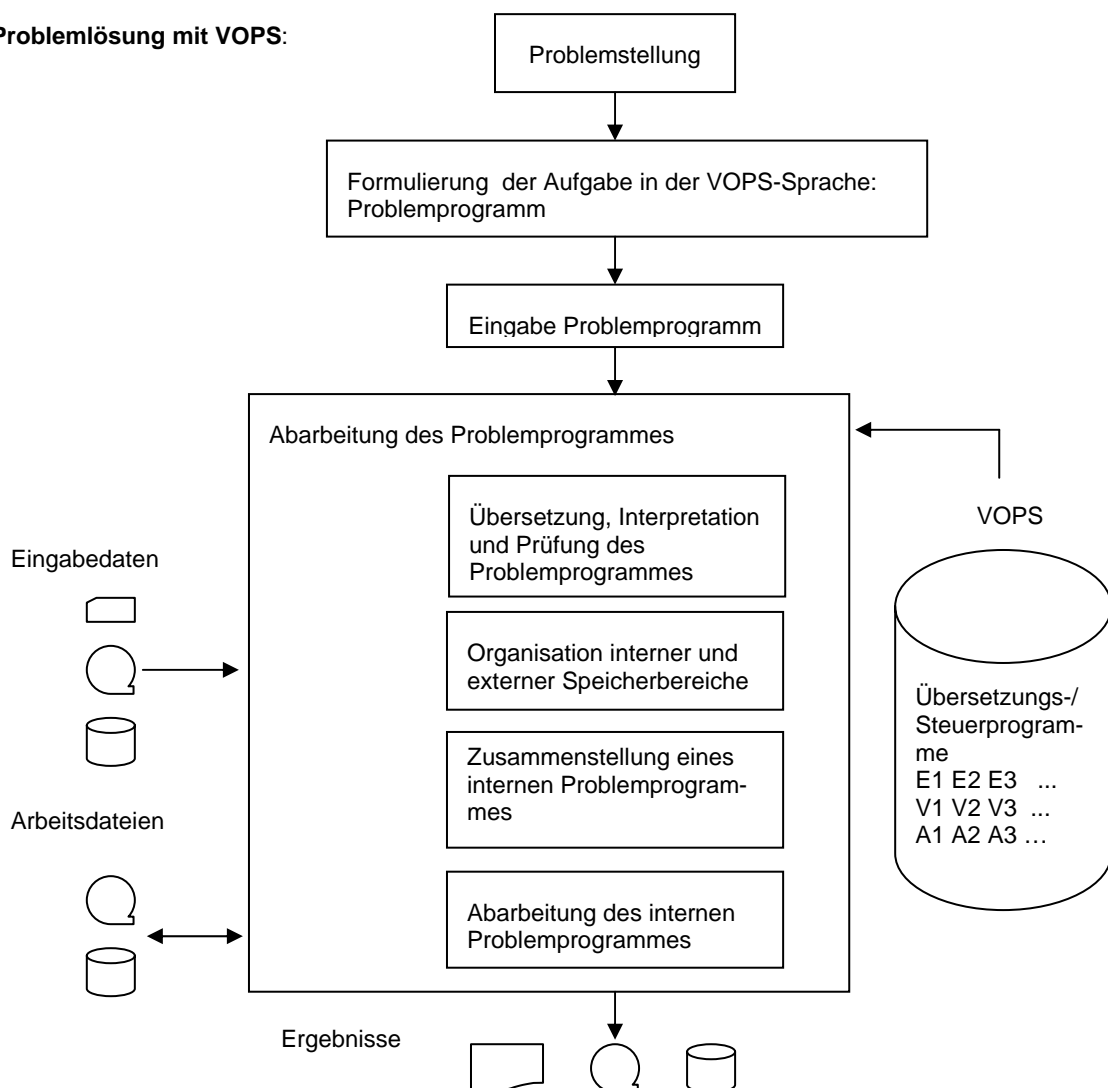 Problemlösung mit VOPS:
Problemstellung
Formulierung der Aufgabe in der VOPS-Sprache:
Problemprogramm
Eingabe Problemprogramm
Abarbeitung des Problemprogrammes
Übersetzung, Interpretation
und Prüfung des
Problemprogrammes
Organisation interner und
externer Speicherbereiche
Zusammenstellung eines
internen Problemprogram-
mes
Abarbeitung des internen
Problemprogrammes
Eingabedaten
Arbeitsdateien
VOPS
Übersetzungs-/
Steuerprogram-
me
E1 E2 E3 ...
V1 V2 V3 ...
A1 A2 A3 …
Ergebnisse